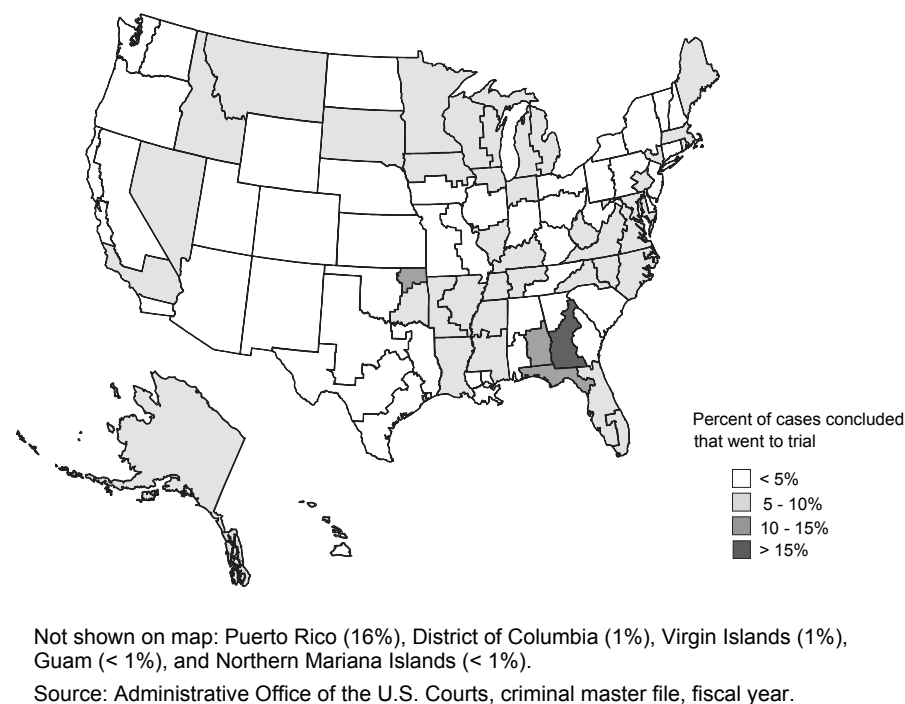 Percent of cases concluded
that went to trial
< 5%
5 - 10%
10 - 15%
> 15%
Not shown on map: Puerto Rico (16%), District of Columbia (1%), Virgin Islands (1%),
Guam (< 1%), and Northern Mariana Islands (< 1%).
Source: Administrative Office of the U.S. Courts, criminal master file, fiscal year.